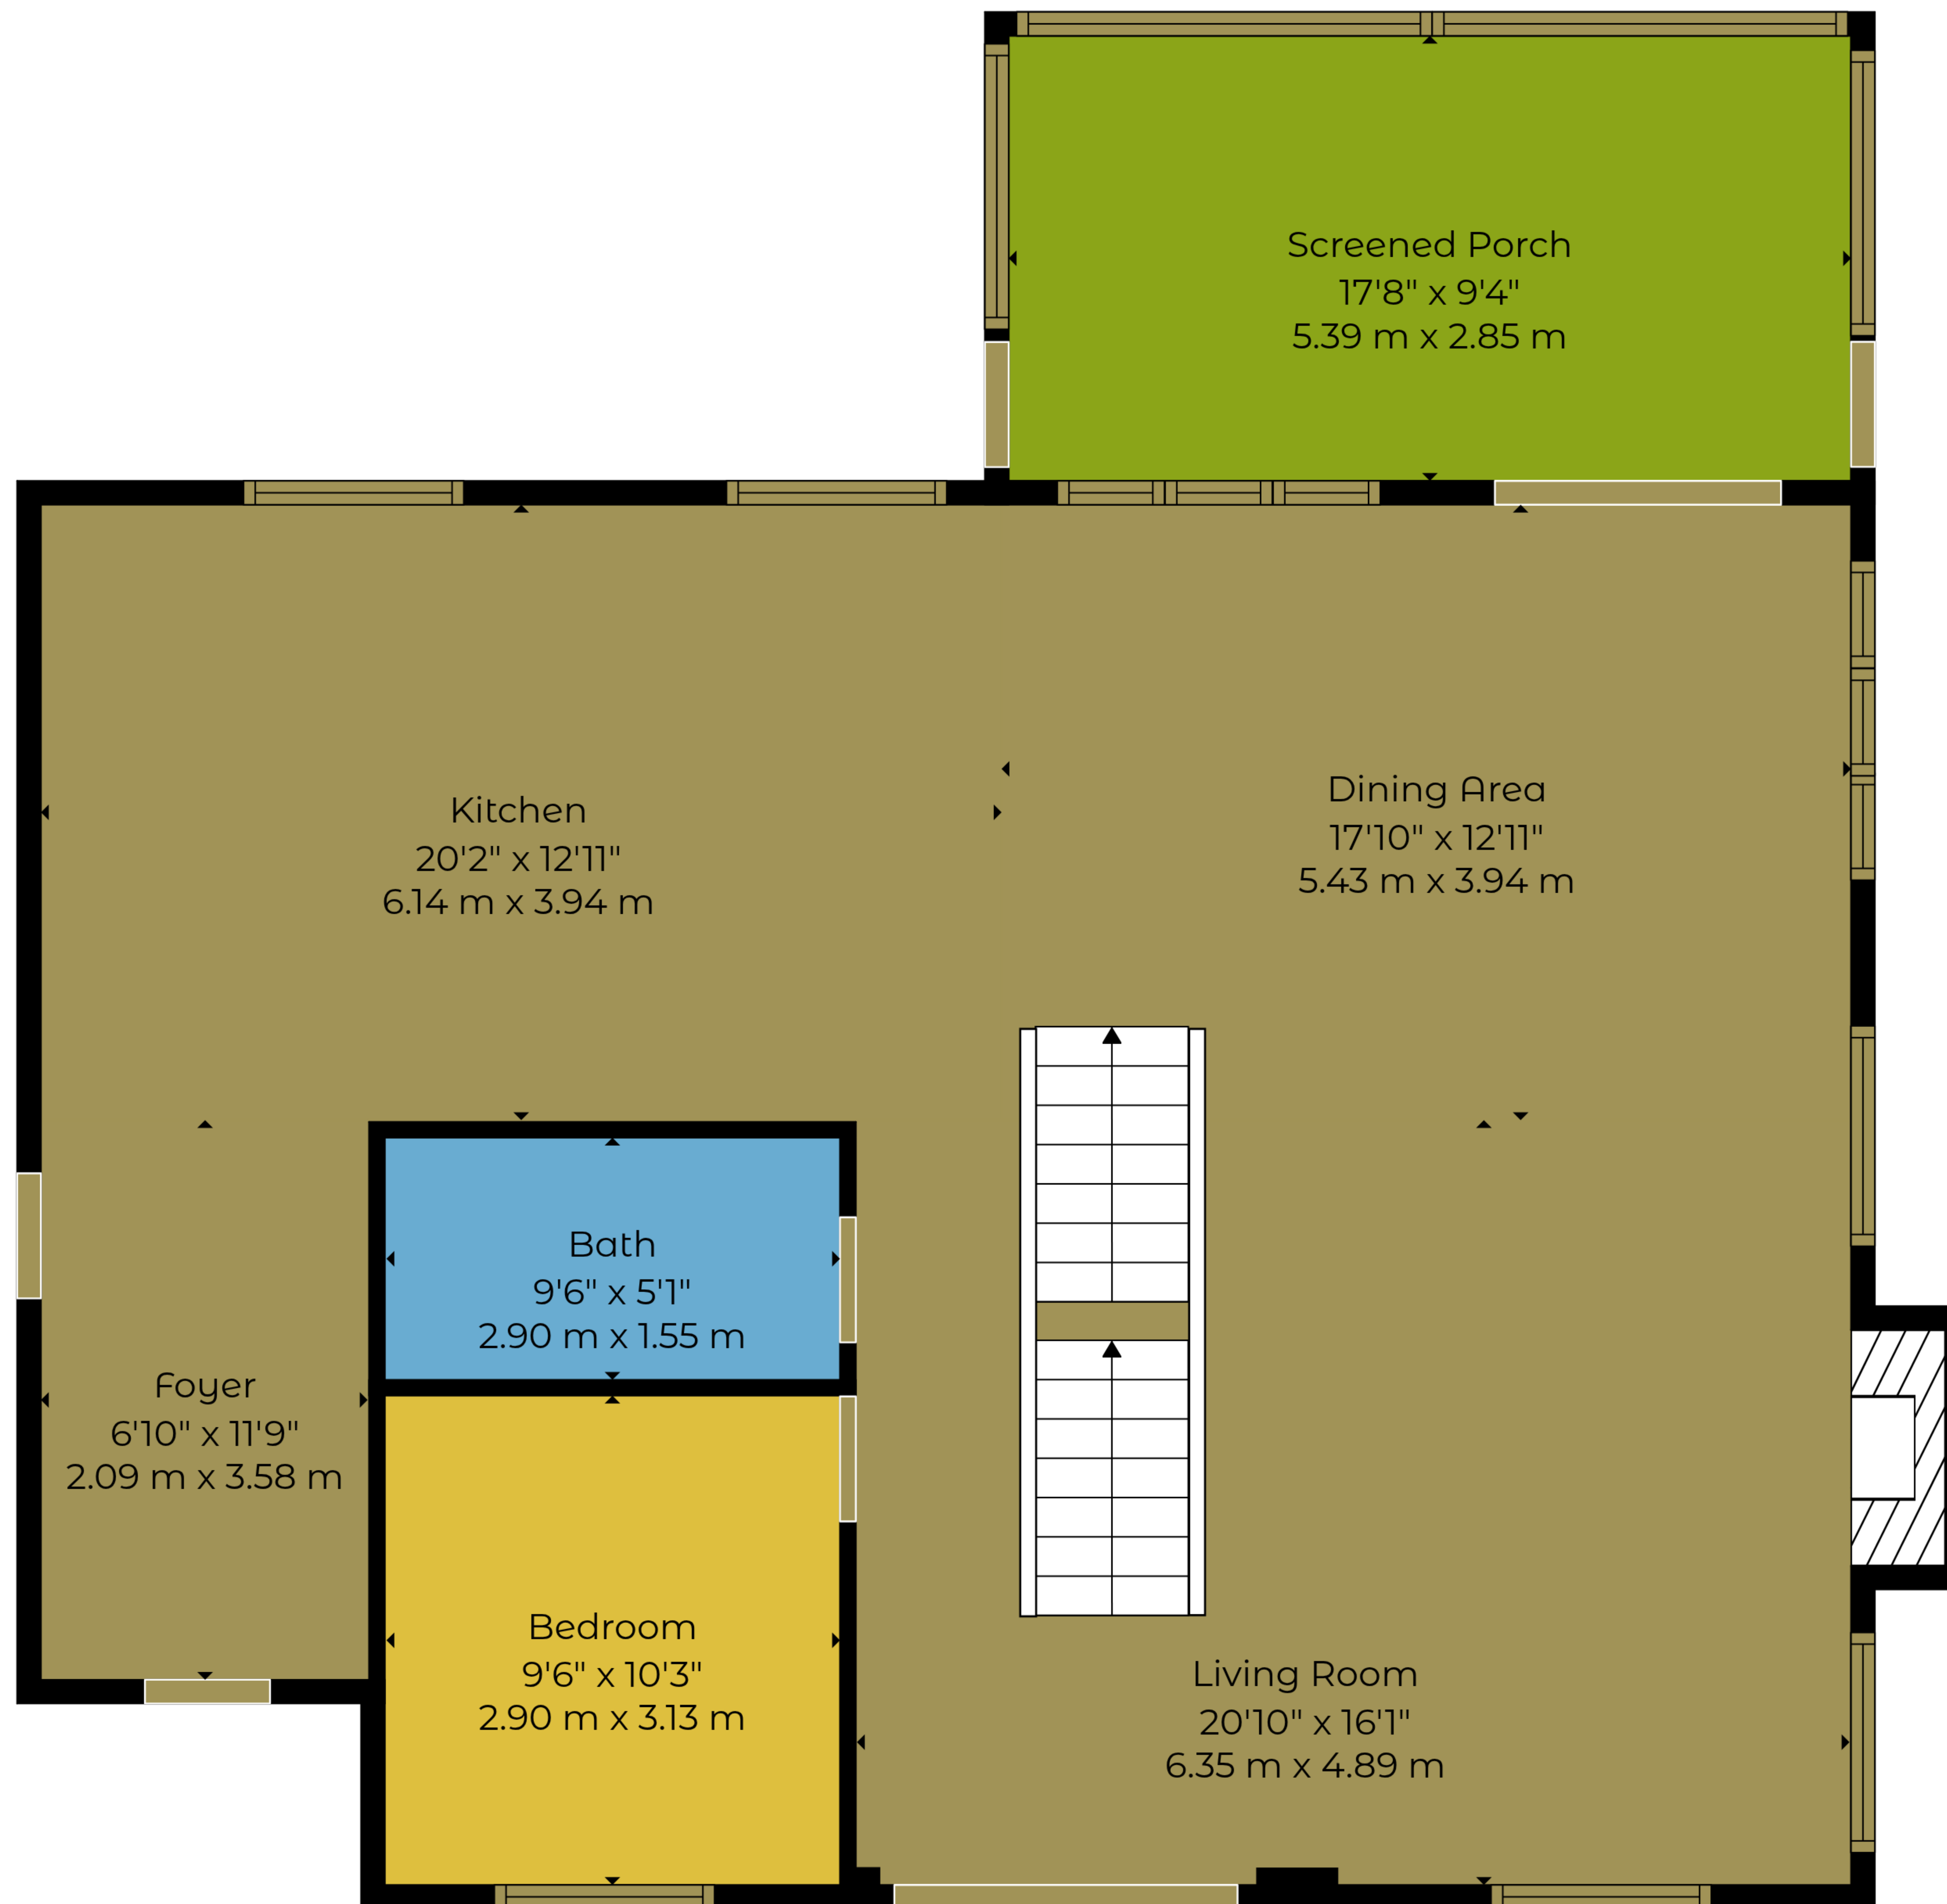 Screened Porch
17'8" x 9'4"
5.39 m x 2.85 m
Kitchen
20'2" x 12'11"
6.14 m x 3.94 m
Dining Area
17'10" x 12'11"
5.43 m x 3.94 m
Bath
9'6" x 5'1"
2.90 m x 1.55 m
Foyer
6'10" x 11'9"
2.09 m x 3.58 m
Bedroom
9'6" x 10'3"
2.90 m x 3.13 m
Living Room
20'10" x 16'1"
6.35 m x 4.89 m